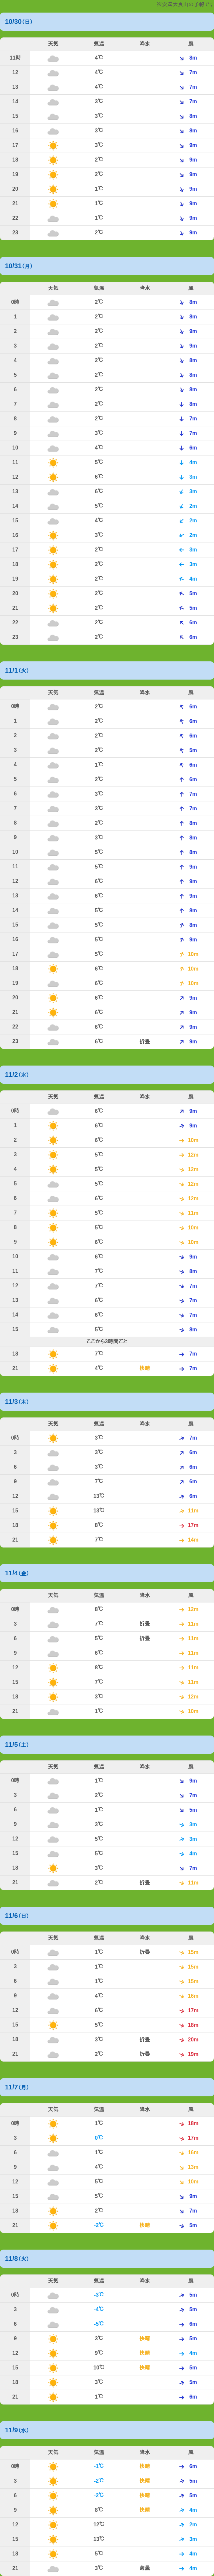 ※安達太良山の予報です
10/30(日)
天気 気温 降水 風
11時 4℃ 8m
12 4℃ 7m
13 4℃ 7m
14 3℃ 7m
15 3℃ 8m
16 3℃ 8m
17 3℃ 9m
18 2℃ 9m
19 2℃ 9m
20 1℃ 9m
21 1℃ 9m
22 1℃ 9m
23 2℃ 9m
10/31(月)
天気 気温 降水 風
0時 2℃ 8m
1 2℃ 8m
2 2℃ 9m
3 2℃ 9m
4 2℃ 8m
5 2℃ 8m
6 2℃ 8m
7 2℃ 8m
8 2℃ 7m
9 3℃ 7m
10 4℃ 6m
11 5℃ 4m
12 6℃ 3m
13 6℃ 3m
14 5℃ 2m
15 4℃ 2m
16 3℃ 2m
17 2℃ 3m
18 2℃ 3m
19 2℃ 4m
20 2℃ 5m
21 2℃ 5m
22 2℃ 6m
23 2℃ 6m
11/1(火)
天気 気温 降水 風
0時 2℃ 6m
1 2℃ 6m
2 2℃ 6m
3 2℃ 5m
4 1℃ 6m
5 2℃ 6m
6 3℃ 7m
7 3℃ 7m
8 2℃ 8m
9 3℃ 8m
10 5℃ 8m
11 5℃ 9m
12 6℃ 9m
13 6℃ 9m
14 5℃ 8m
15 5℃ 8m
16 5℃ 9m
17 5℃ 10m
18 6℃ 10m
19 6℃ 10m
20 6℃ 9m
21 6℃ 9m
22 6℃ 9m
23 6℃ 折畳 9m
11/2(水)
天気 気温 降水 風
0時 6℃ 9m
1 6℃ 9m
2 6℃ 10m
3 5℃ 12m
4 5℃ 12m
5 5℃ 12m
6 6℃ 12m
7 5℃ 11m
8 5℃ 10m
9 6℃ 10m
10 6℃ 9m
11 7℃ 8m
12 7℃ 7m
13 6℃ 7m
14 6℃ 7m
15 5℃ 8m
ここから3時間ごと
18 7℃ 7m
21 4℃ 快晴 7m
11/3(木)
天気 気温 降水 風
0時 3℃ 7m
3 3℃ 6m
6 3℃ 6m
9 7℃ 6m
12 13℃ 6m
15 13℃ 11m
18 8℃ 17m
21 7℃ 14m
11/4(金)
天気 気温 降水 風
0時 8℃ 12m
3 7℃ 折畳 11m
6 5℃ 折畳 11m
9 6℃ 11m
12 8℃ 11m
15 7℃ 11m
18 3℃ 12m
21 1℃ 10m
11/5(土)
天気 気温 降水 風
0時 1℃ 9m
3 2℃ 7m
6 1℃ 5m
9 3℃ 3m
12 5℃ 3m
15 5℃ 4m
18 3℃ 7m
21 2℃ 折畳 11m
11/6(日)
天気 気温 降水 風
0時 1℃ 折畳 15m
3 1℃ 15m
6 1℃ 15m
9 4℃ 16m
12 6℃ 17m
15 5℃ 18m
18 3℃ 折畳 20m
21 2℃ 折畳 19m
11/7(月)
天気 気温 降水 風
0時 1℃ 18m
3 0℃ 17m
6 1℃ 16m
9 4℃ 13m
12 5℃ 10m
15 5℃ 9m
18 2℃ 7m
21 -2℃ 快晴 5m
11/8(火)
天気 気温 降水 風
0時 -3℃ 5m
3 -4℃ 5m
6 -5℃ 6m
9 3℃ 快晴 5m
12 9℃ 快晴 4m
15 10℃ 快晴 5m
18 3℃ 5m
21 1℃ 6m
11/9(水)
天気 気温 降水 風
0時 -1℃ 快晴 6m
3 -2℃ 快晴 5m
6 -2℃ 快晴 5m
9 8℃ 快晴 4m
12 12℃ 2m
15 13℃ 3m
18 5℃ 4m
21 3℃ 薄曇 4m